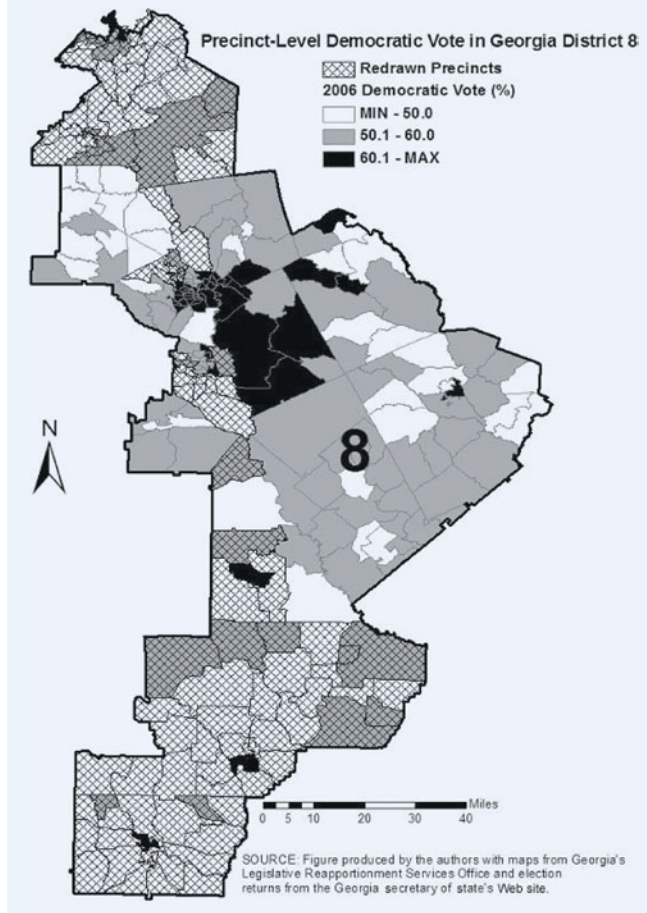 Precinct-Level Democratic Vote in Georgia District 8
Redrawn Precincts
2006 Democratic Vote (%)
MIN - 50.0
50.1 - 60.0
60.1 - MAX
8
N
Miles
0 5 10 20 30 40
SOURCE: Figure produced by the authors with maps from Georgia's
Legislative Reapportionment Services Office and election
returns from the Georgia secretary of state's Web site.